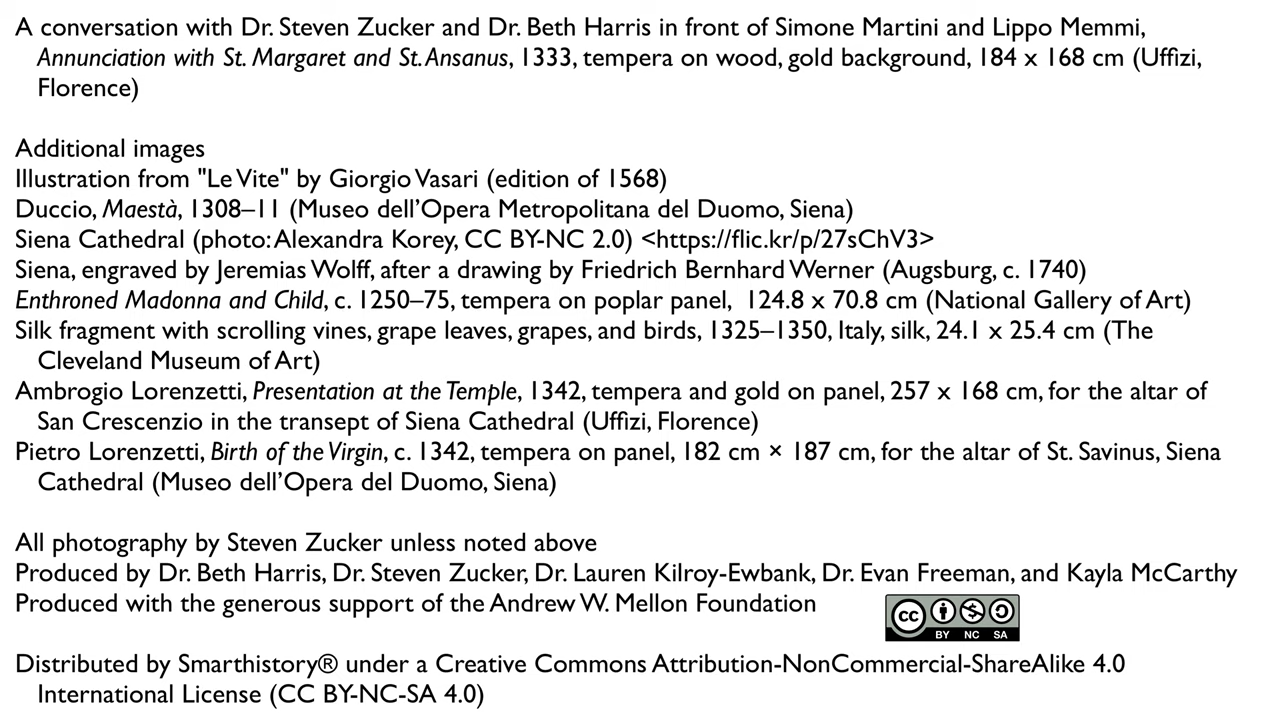 A conversation with Dr. Steven Zucker and Dr. Beth Harris in front of Simone Martini and Lippo Memmi,
Annunciation with St. Margaret and St. Ansanus, 1333, tempera on wood, gold background, 184 x 168 cm (Uffizi,
Florence)
Additional images
Illustration from "Le Vite" by Giorgio Vasari (edition of 1568)
Duccio, Maestà, 1308–11 (Museo dell’Opera Metropolitana del Duomo, Siena)
Siena Cathedral (photo: Alexandra Korey, CC BY-NC 2.0) <https://flic.kr/p/27sChV3>
Siena, engraved by Jeremias Wolff, after a drawing by Friedrich Bernhard Werner (Augsburg, c. 1740)
Enthroned Madonna and Child, c. 1250–75, tempera on poplar panel, 124.8 x 70.8 cm (National Gallery of Art)
Silk fragment with scrolling vines, grape leaves, grapes, and birds, 1325–1350, Italy, silk, 24.1 x 25.4 cm (The
Cleveland Museum of Art)
Ambrogio Lorenzetti, Presentation at the Temple, 1342, tempera and gold on panel, 257 x 168 cm, for the altar of
San Crescenzio in the transept of Siena Cathedral (Uffizi, Florence)
Pietro Lorenzetti, Birth of the Virgin, c. 1342, tempera on panel, 182 cm × 187 cm, for the altar of St. Savinus, Siena
Cathedral (Museo dell’Opera del Duomo, Siena)
All photography by Steven Zucker unless noted above
Produced by Dr. Beth Harris, Dr. Steven Zucker, Dr. Lauren Kilroy-Ewbank, Dr. Evan Freeman, and Kayla McCarthy
Produced with the generous support of the Andrew W. Mellon Foundation
cc
BY NC SA
Distributed by Smarthistory® under a Creative Commons Attribution-NonCommercial-ShareAlike 4.0
International License (CC BY-NC-SA 4.0)